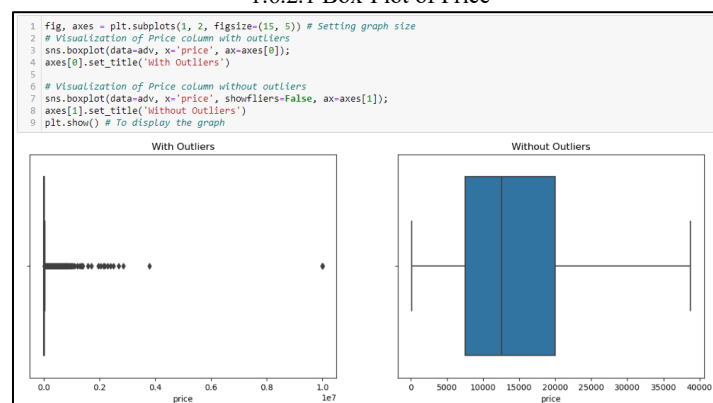 1.6.2.1 Box-Plot of Price
1 fig, axes = plt.subplots(1, 2, figsize=(15, 5)) # Setting graph size
2 # Visualization of Price column with outliers
3 sns.boxplot(data=adv, x='price', ax=axes[0]);
4 axes[0].set_title('With Outliers')
5
6 # Visualization of Price column without outliers
7 sns.boxplot(data=adv, x='price', showfliers=False, ax=axes[1]);
8 axes[1].set_title('Without Outliers')
9 plt.show() # To display the graph
With Outliers
0.0 0.2 0.4 0.6 0.8 1.0
1e7
price
Without Outliers
0 5000 10000 15000 20000 25000 30000 35000 40000
price